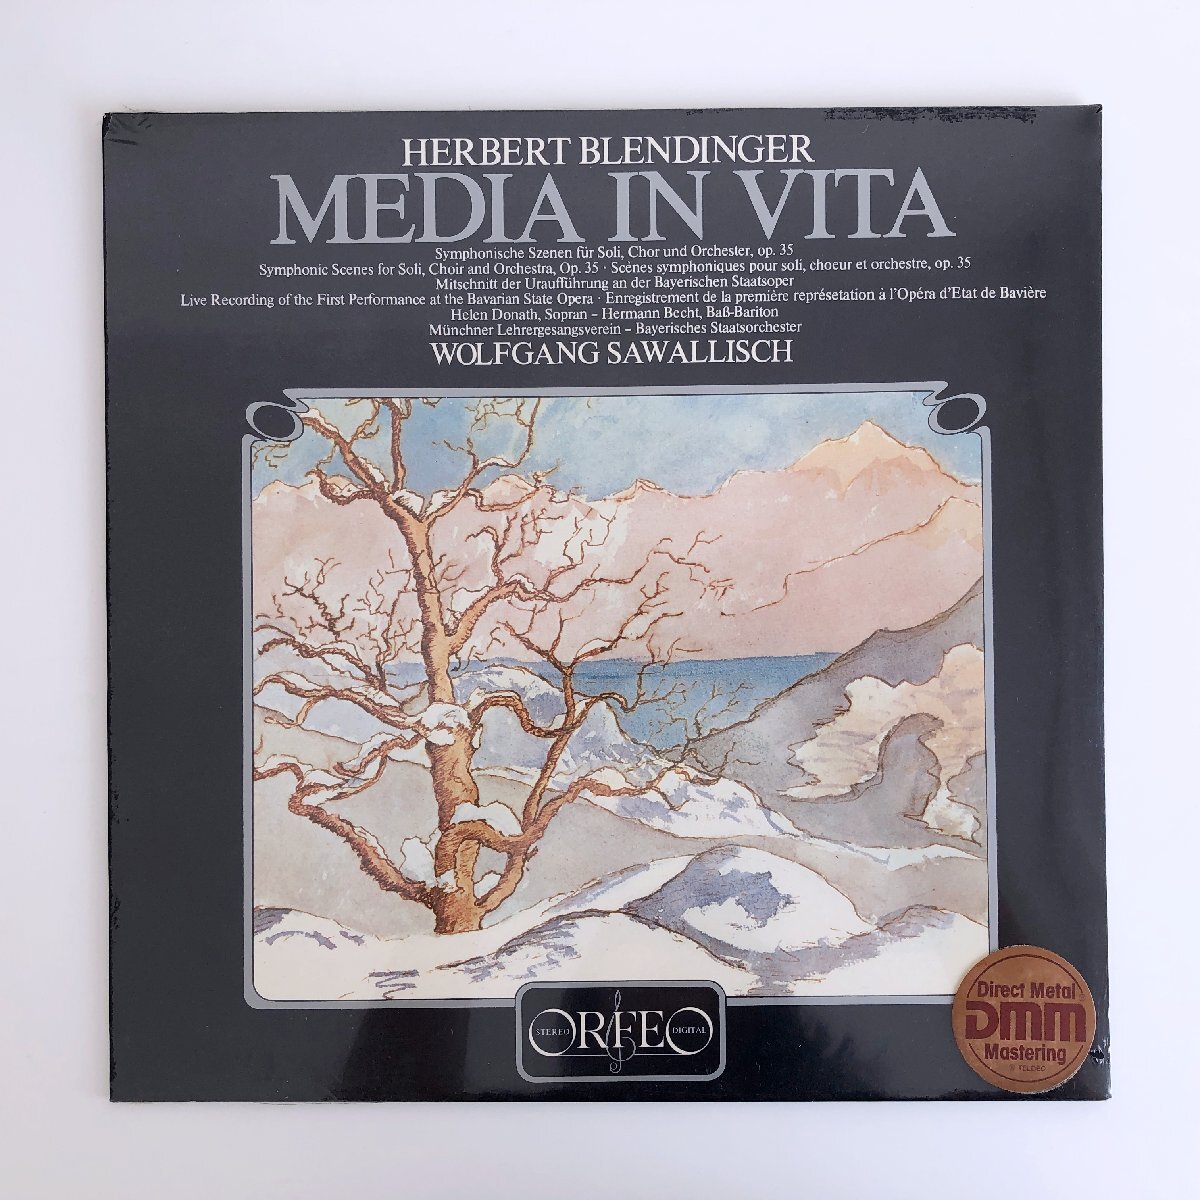 HERBERT BLENDINGER
MEDIA IN VITA
Symphonische Szenen für Soli, Chor und Orchester, op. 35
Symphonic Scenes for Soli, Choir and Orchestra, Op. 35 · Scènes symphoniques pour soli, choeur et orchestre, op. 35
Mitschnitt der Uraufführung an der Bayerischen Staatsoper
Live Recording of the First Performance at the Bavarian State Opera · Enregistrement de la première représetation à l'Opéra d'Etat de Bavière
Helen Donath, Sopran – Hermann Becht, Baß-Bariton
Münchner Lehrergesangsverein – Bayerisches Staatsorchester
WOLFGANG SAWALLISCH
STEREO ORFEO DIGITAL
Direct Metal
DMM
Mastering
® TELDEC